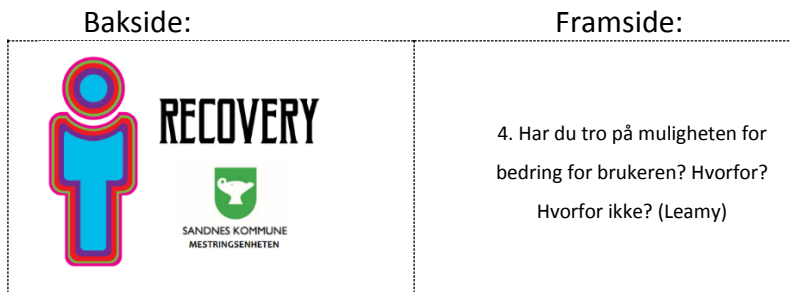 Bakside:
Framside:
RECOVERY
SANDNES KOMMUNE
MESTRINGSENHETEN
4. Har du tro på muligheten for
bedring for brukeren? Hvorfor?
Hvorfor ikke? (Leamy)